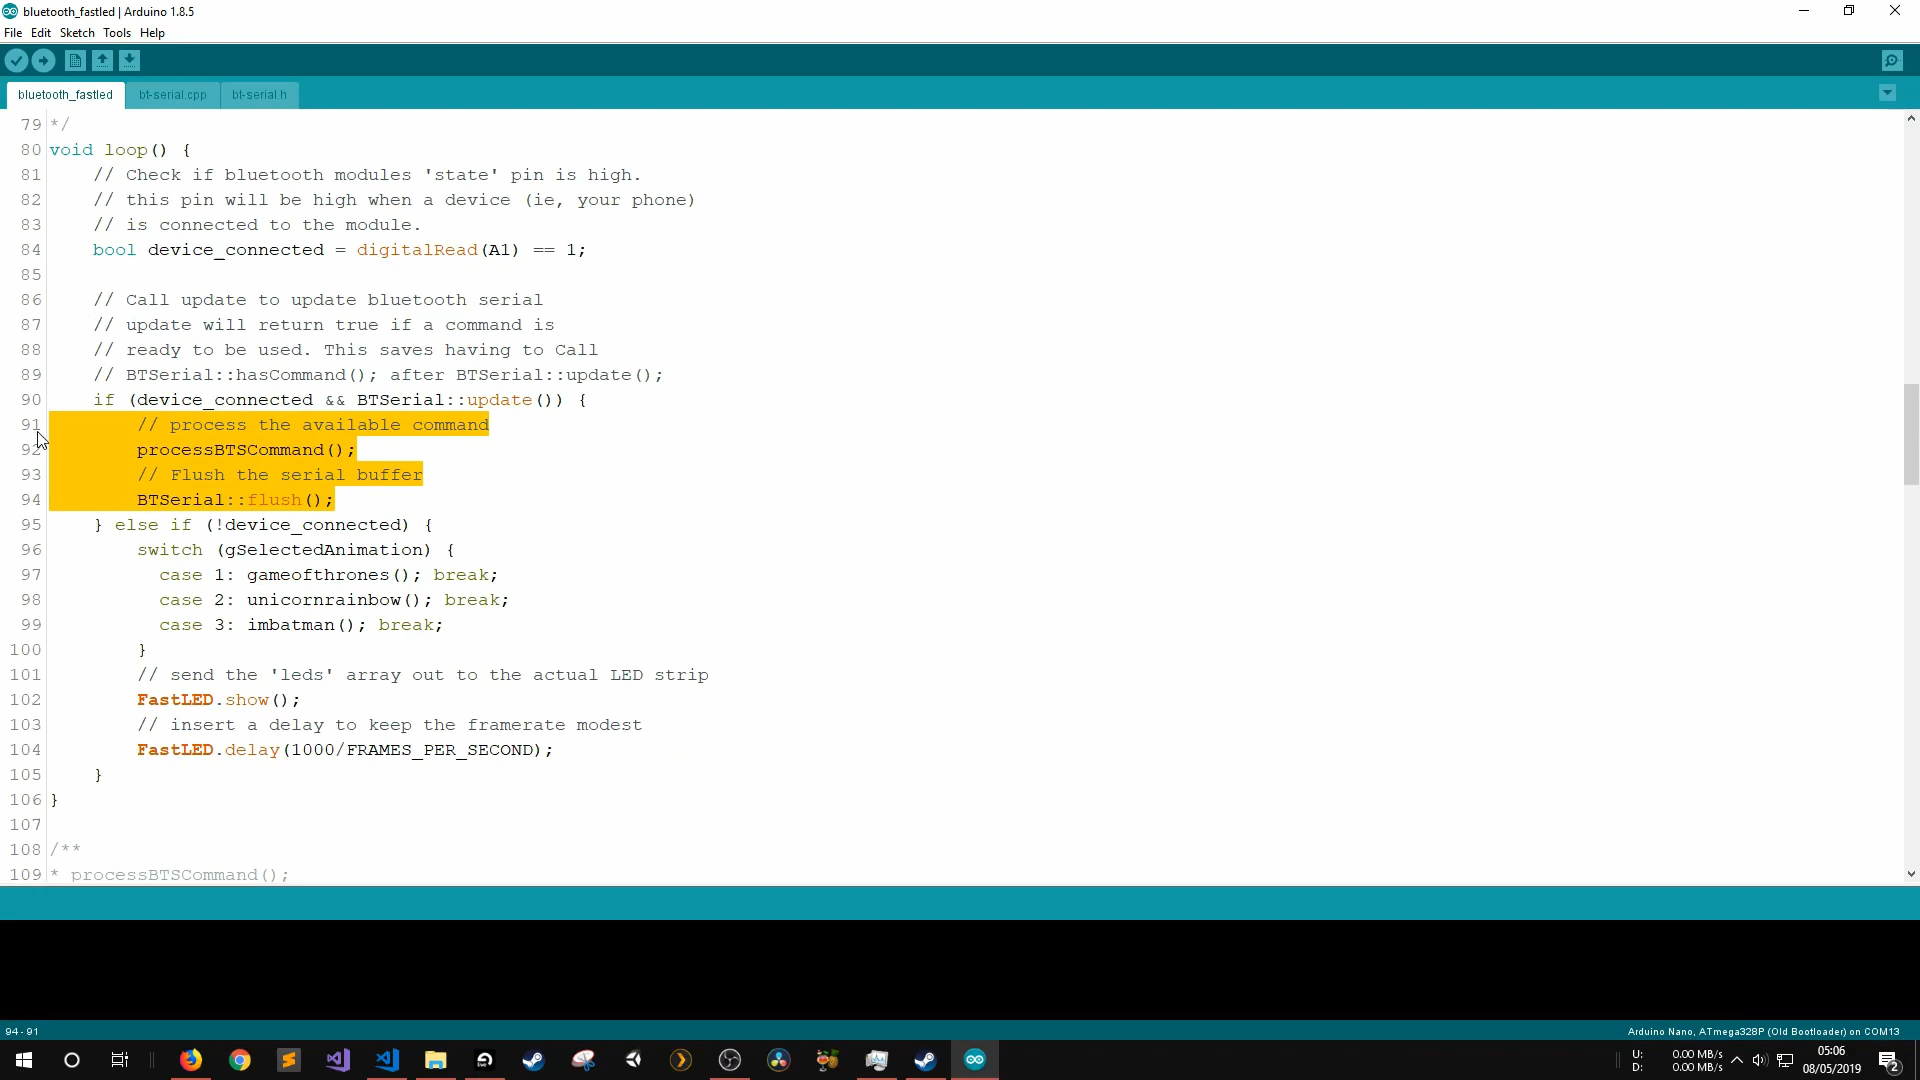 bluetooth_fastled | Arduino 1.8.5
File Edit Sketch Tools Help
bluetooth_fastled bt-serial.cpp bt-serial.h
79 */
80 void loop() {
81 // Check if bluetooth modules 'state' pin is high.
82 // this pin will be high when a device (ie, your phone)
83 // is connected to the module.
84 bool device_connected = digitalRead(A1) == 1;
85
86 // Call update to update bluetooth serial
87 // update will return true if a command is
88 // ready to be used. This saves having to Call
89 // BTSerial::hasCommand(); after BTSerial::update();
90 if (device_connected && BTSerial::update()) {
91 // process the available command
92 processBTSCommand();
93 // Flush the serial buffer
94 BTSerial::flush();
95 } else if (!device_connected) {
96 switch (gSelectedAnimation) {
97 case 1: gameofthrones(); break;
98 case 2: unicornrainbow(); break;
99 case 3: imbatman(); break;
100 }
101 // send the 'leds' array out to the actual LED strip
102 FastLED.show();
103 // insert a delay to keep the framerate modest
104 FastLED.delay(1000/FRAMES_PER_SECOND);
105 }
106 }
107
108 /**
109 * processBTSCommand();
94 - 91 Arduino Nano, ATmega328P (Old Bootloader) on COM13
U: 0.00 MB/s
D: 0.00 MB/s
05:06
08/05/2019
2